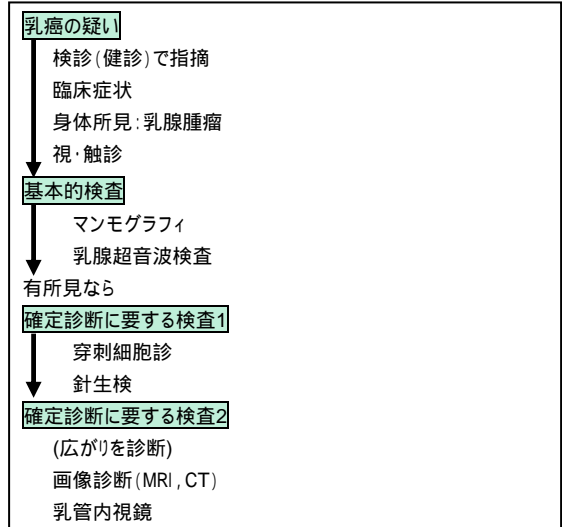 乳癌の疑い
検診(健診)で指摘
臨床症状
身体所見:乳腺腫瘤
視・触診
基本的検査
マンモグラフィ
乳腺超音波検査
有所見なら
確定診断に要する検査1
穿刺細胞診
針生検
確定診断に要する検査2
(広がりを診断)
画像診断(MRI,CT)
乳管内視鏡